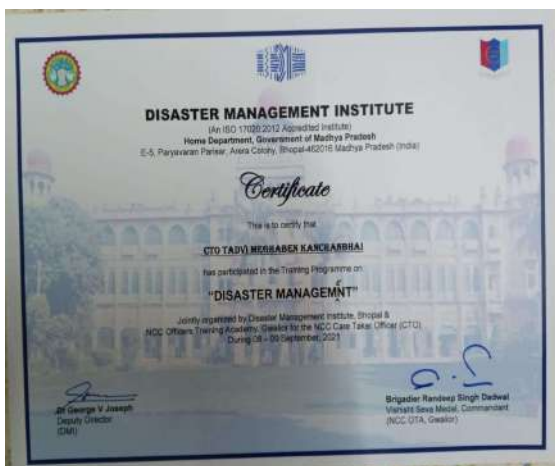 DISASTER MANAGEMENT INSTITUTE
(An ISO 17020:2012 Accredited Institute)
Home Department, Government of Madhya Pradesh
E-5, Paryavaran Parisar, Arera Colony, Bhopal-462016 Madhya Pradesh (India)
Certificate
This is to certify that
CTO TADVI MEGHABEN KANCHANBHAI
has participated in the Training Programme on
“DISASTER MANAGEMNT”
Jointly organized by Disaster Management Institute, Bhopal &
NCC Officers Training Academy, Gwalior for the NCC Care Taker Officer (CTO)
During 08 – 09 September, 2021
Dr George V Joseph
Deputy Director
(DMI)
Brigadier Randeep Singh Dadwal
Vishisht Seva Medal, Commandant
(NCC OTA, Gwalior)